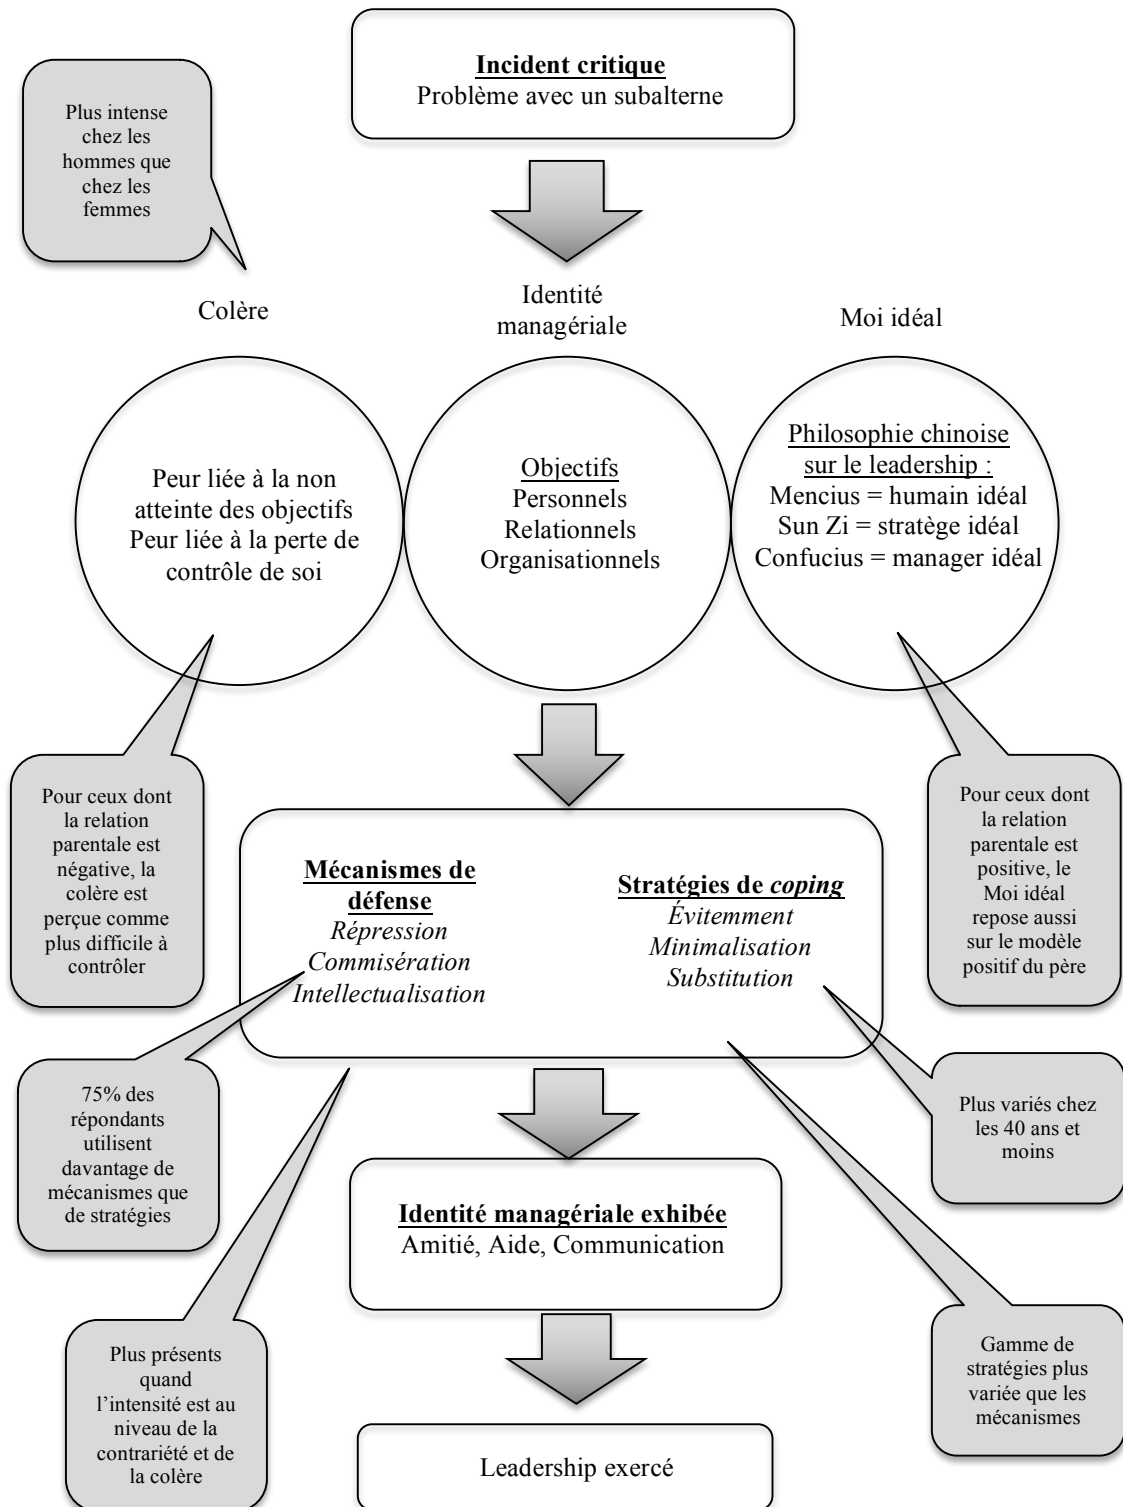 Incident critique
Problème avec un subalterne
Plus intense
chez les
hommes que
chez les
femmes
Colère
Identité
managériale
Moi idéal
Peur liée à la non
atteinte des objectifs
Peur liée à la perte de
contrôle de soi
Objectifs
Personnels
Relationnels
Organisationnels
Philosophie chinoise
sur le leadership :
Mencius = humain idéal
Sun Zi = stratège idéal
Confucius = manager idéal
Pour ceux dont
la relation
parentale est
négative, la
colère est
perçue comme
plus difficile à
contrôler
Mécanismes de
défense
Répression
Commisération
Intellectualisation
Stratégies de coping
Évitemment
Minimalisation
Substitution
Pour ceux dont
la relation
parentale est
positive, le
Moi idéal
repose aussi
sur le modèle
positif du père
75% des
répondants
utilisent
davantage de
mécanismes que
de stratégies
Plus variés chez
les 40 ans et
moins
Identité managériale exhibée
Amitié, Aide, Communication
Plus présents
quand
l’intensité est au
niveau de la
contrariété et de
la colère
Gamme de
stratégies plus
variée que les
mécanismes
Leadership exercé